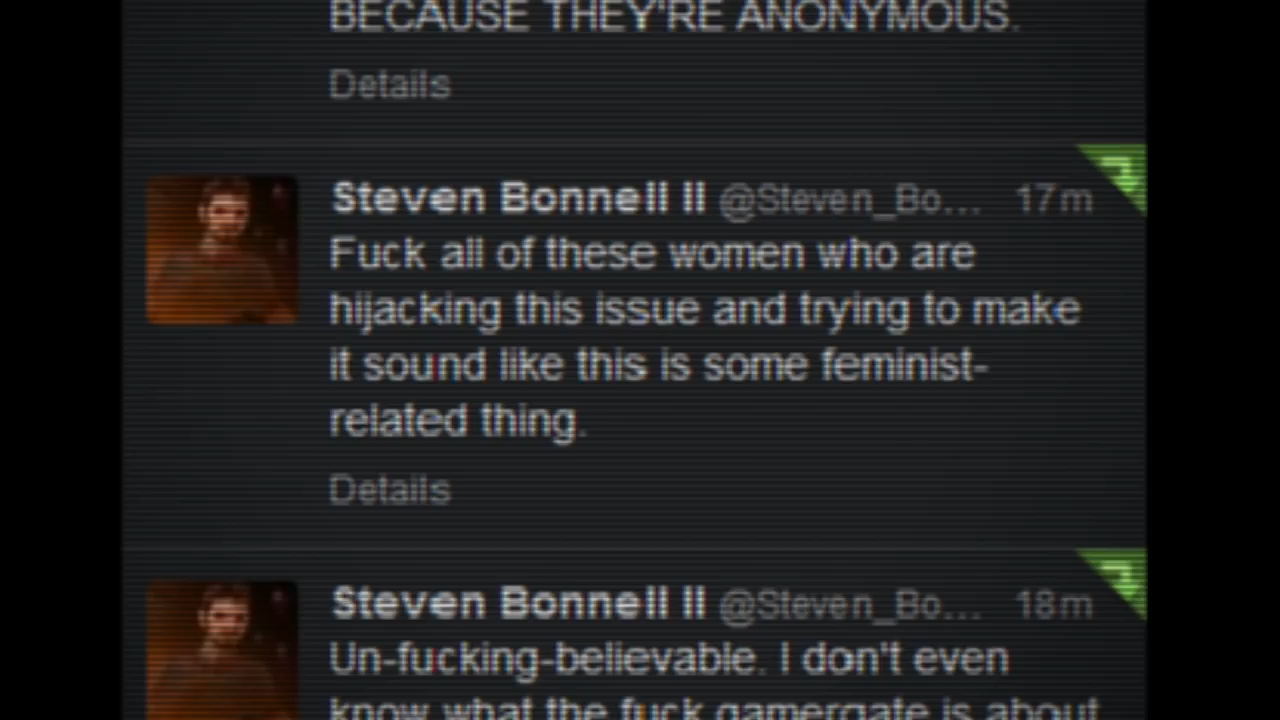 BECAUSE THEY'RE ANONYMOUS.
Details
Steven Bonnell II @Steven_Bo... 17m
Fuck all of these women who are
hijacking this issue and trying to make
it sound like this is some feminist-
related thing.
Details
Steven Bonnell II @Steven_Bo... 18m
Un-fucking-believable. I don't even
know what the fuck gamergate is about